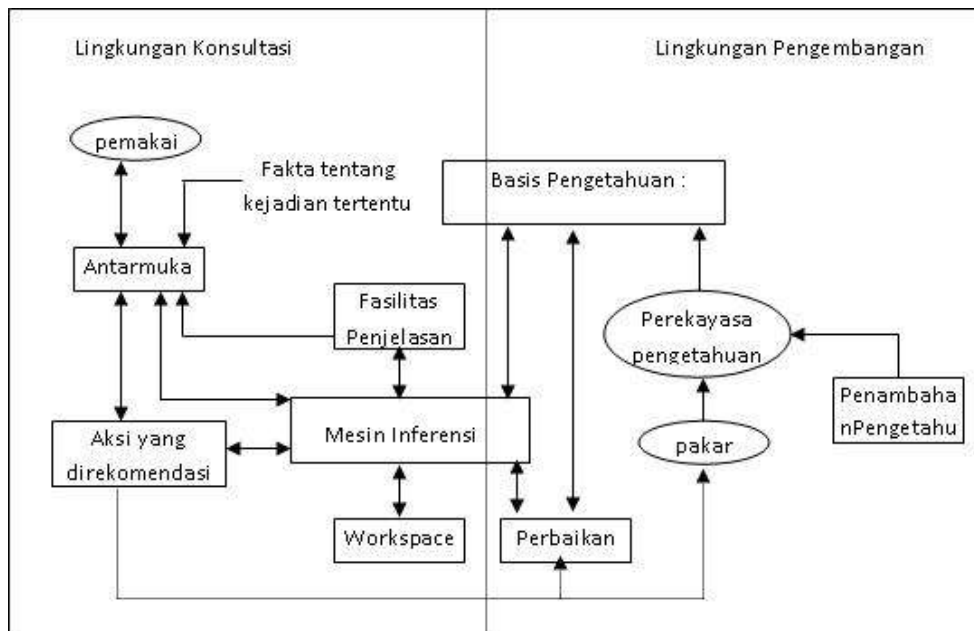 Lingkungan Konsultasi
Lingkungan Pengembangan
pemakai
Fakta tentang
kejadian tertentu
Basis Pengetahuan :
Antarmuka
Fasilitas
Penjelasan
Perekayasa
pengetahuan
Penambaha
nPengetahu
Aksi yang
direkomendasi
Mesin Inferensi
pakar
Workspace
Perbaikan